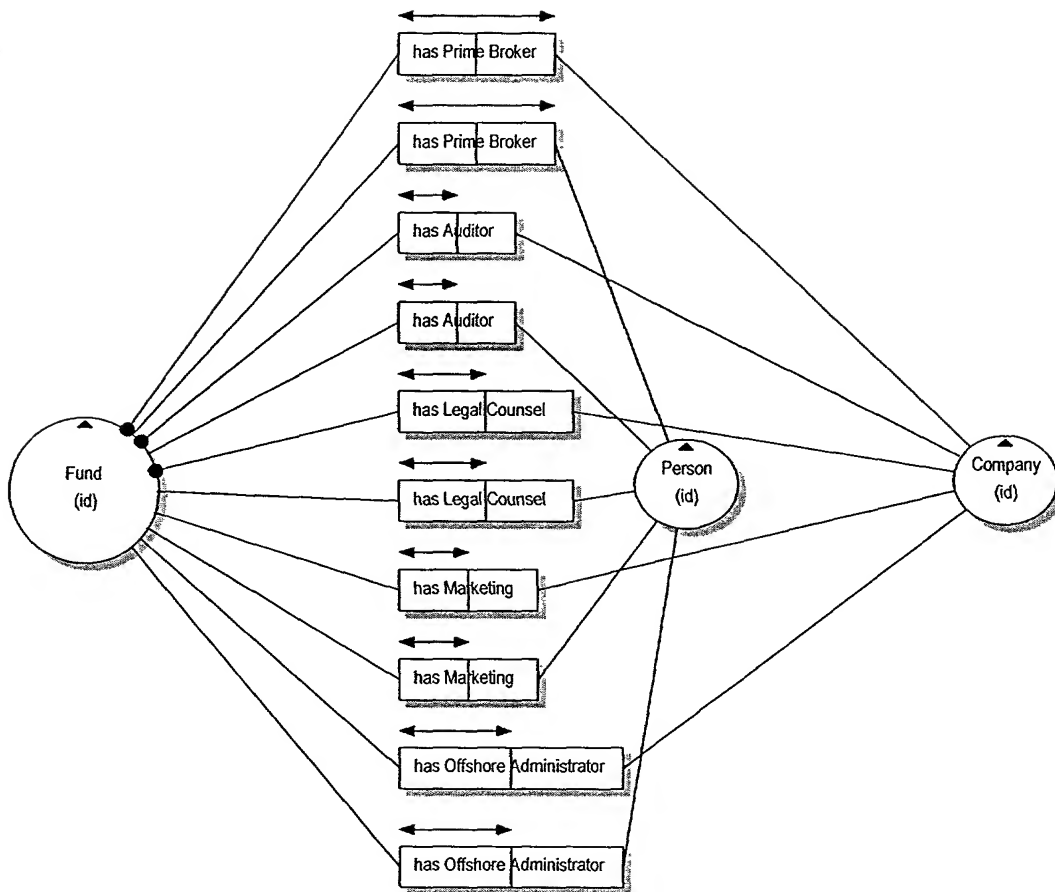 has Prime Broker
has Prime Broker
has Auditor
has Auditor
has Legal Counsel
Fund
(id)
Person
(id)
Company
(id)
has Legal Counsel
has Marketing
has Marketing
has Offshore Administrator
has Offshore Administrator